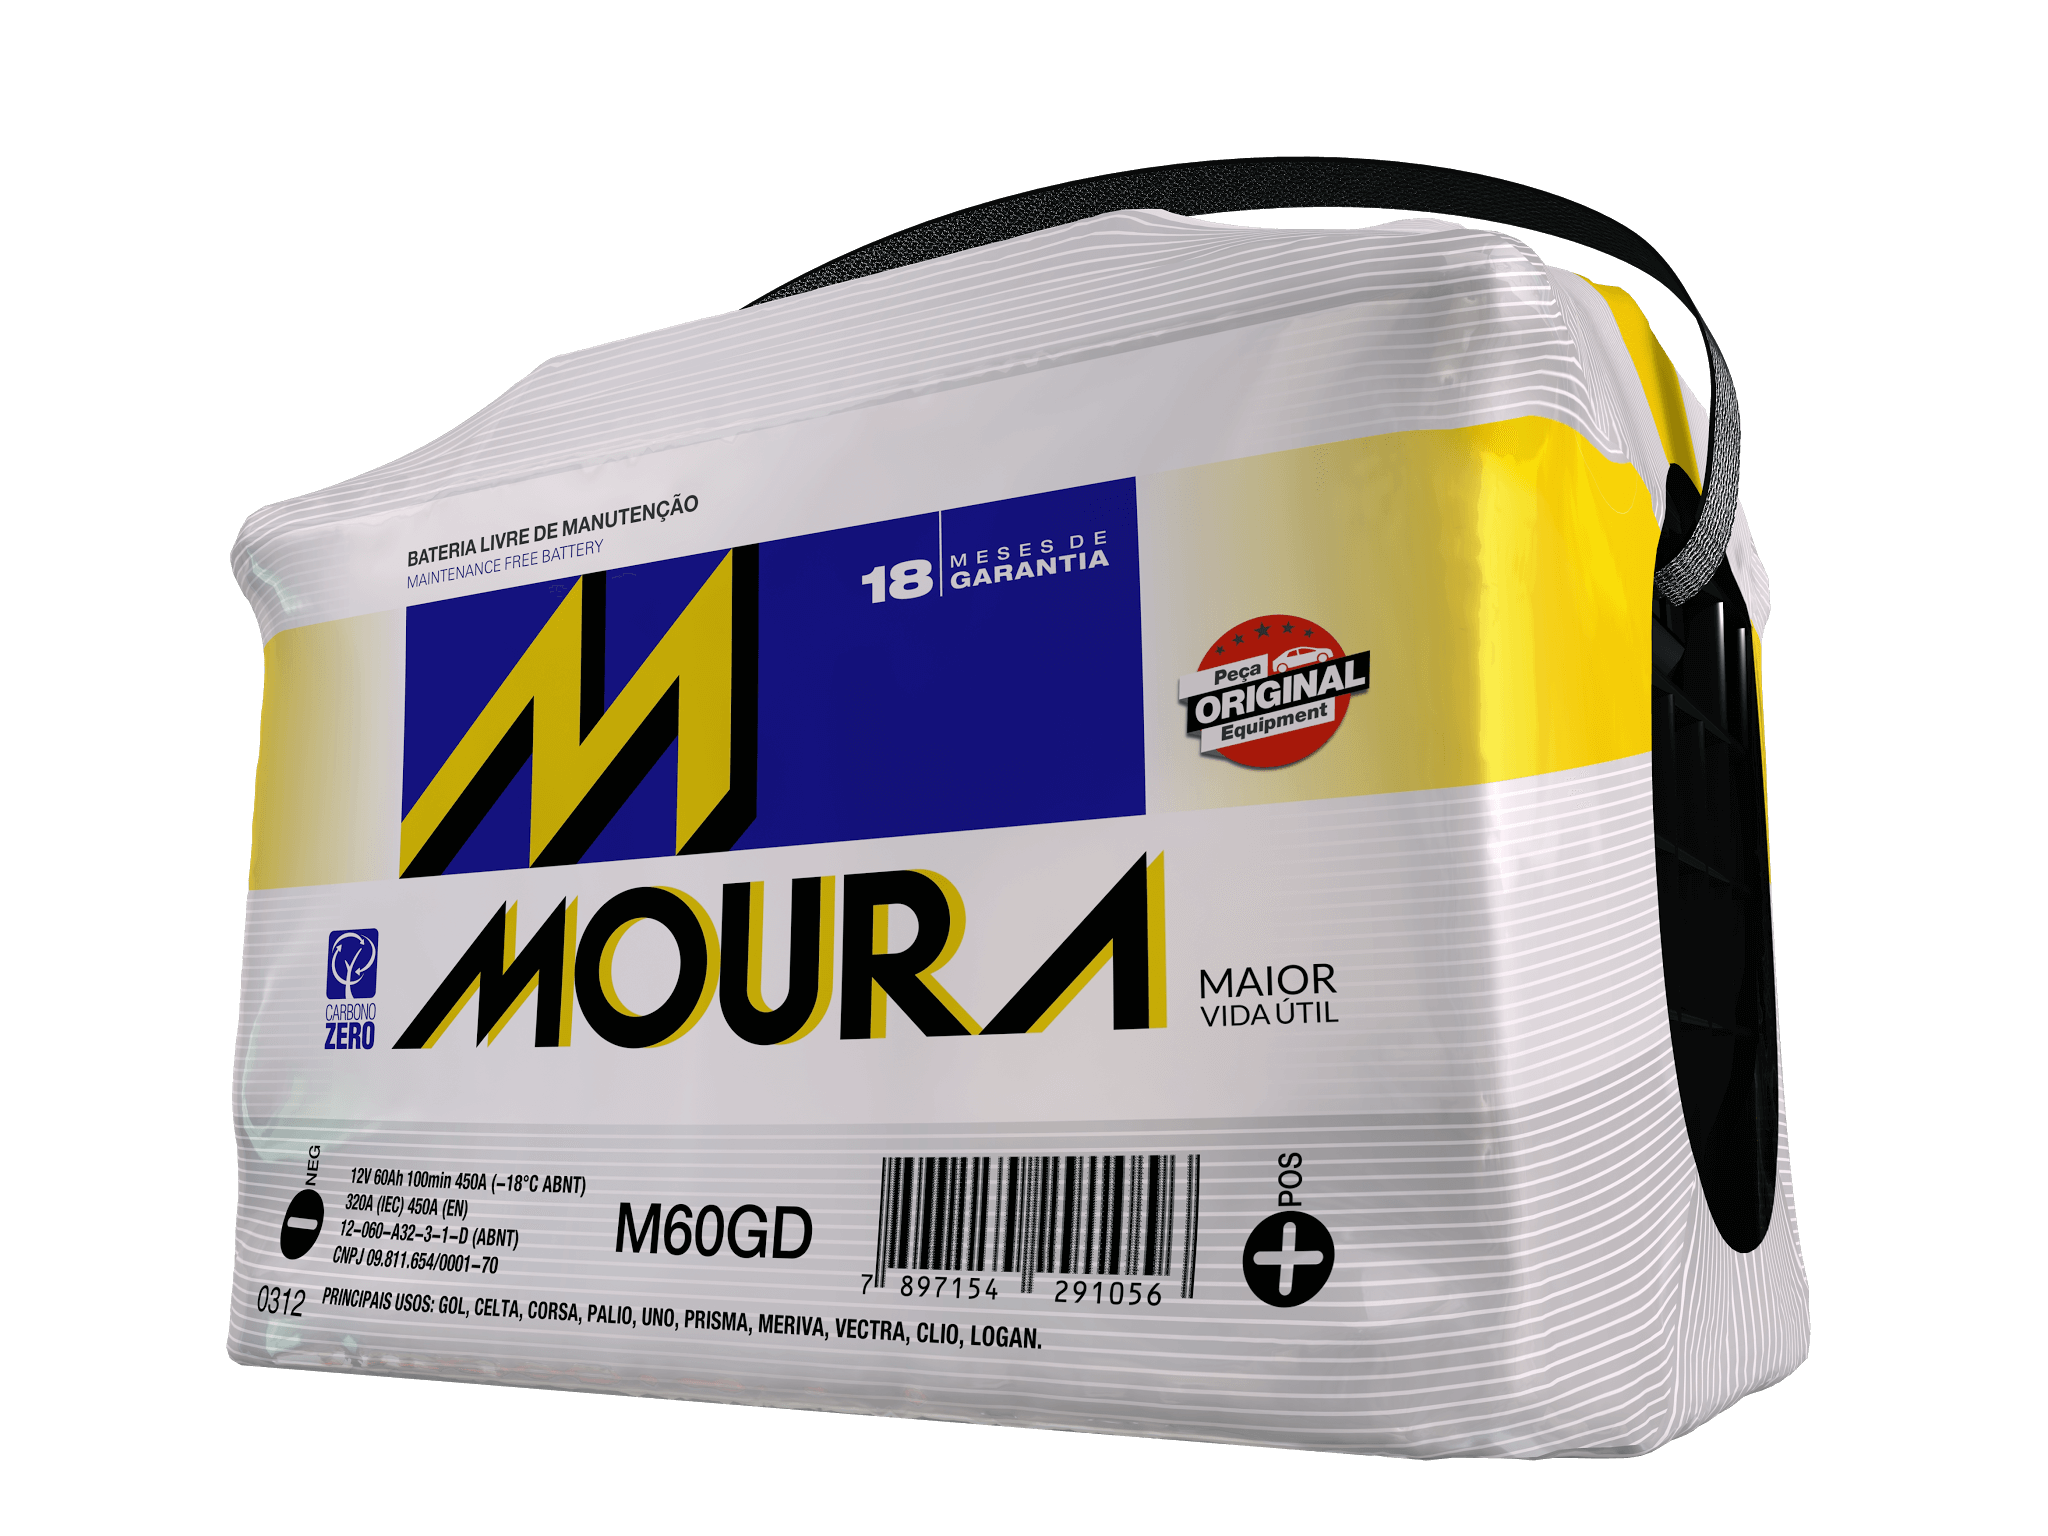 BATERIA LIVRE DE MANUTENÇÃO
MAINTENANCE FREE BATTERY
18 MESES DE
GARANTIA
Peça
ORIGINAL
Equipment
MOURA
CARBONO
ZERO
MAIOR
VIDA ÚTIL
NEG
12V 60Ah 100min 450A (–18°C ABNT)
320A (IEC) 450A (EN)
12–060–A32–3–1–D (ABNT)
CNPJ 09.811.654/0001–70
M60GD
7 897154 291056
POS
0312
PRINCIPAIS USOS: GOL, CELTA, CORSA, PALIO, UNO, PRISMA, MERIVA, VECTRA, CLIO, LOGAN.